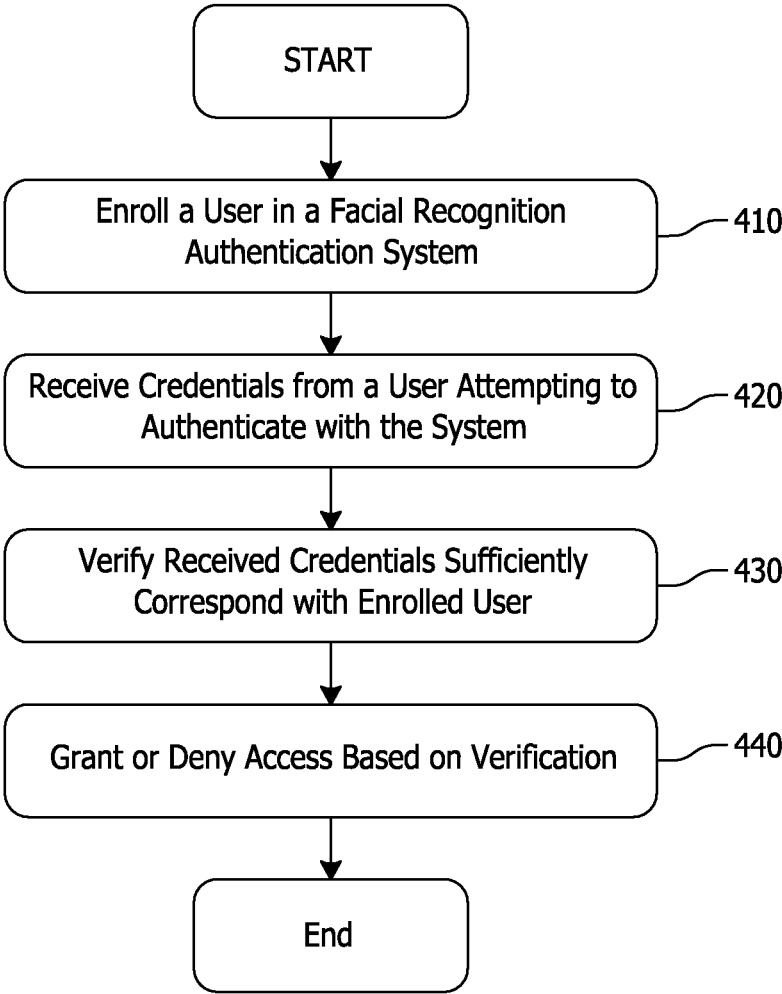 START
Enroll a User in a Facial Recognition
Authentication System
410
Receive Credentials from a User Attempting to
Authenticate with the System
420
Verify Received Credentials Sufficiently
Correspond with Enrolled User
430
Grant or Deny Access Based on Verification
440
End